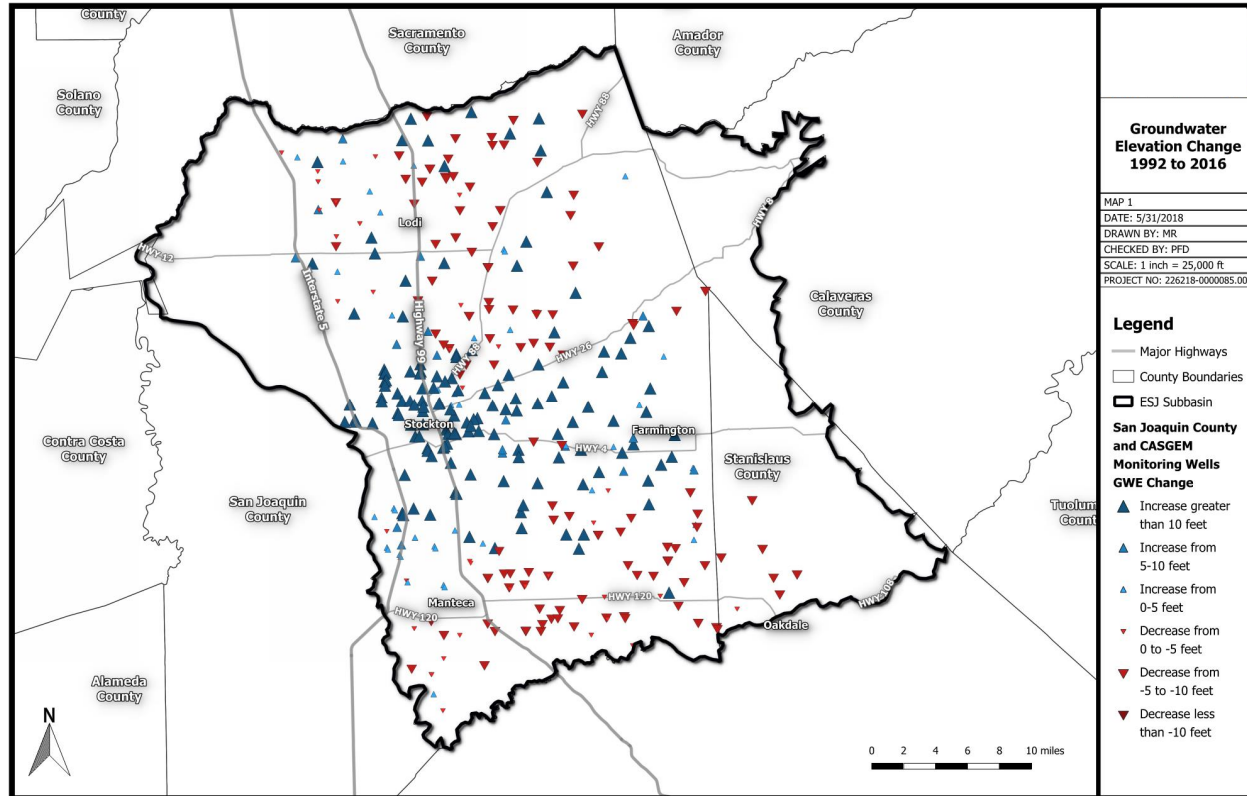 County
Sacramento
County
Amador
County
Solano
County
HWY-88
Lodi
HWY-12
HWY-8
Interstate 5
Highway 99
Calaveras
County
HWY-88
HWY-26
Stockton
Farmington
HWY-4
Contra Costa
County
Stanislaus
County
San Joaquin
County
Tuolum
Count
Manteca
HWY-120
HWY-120
HWY-108
Oakdale
Alameda
County
N
0 2 4 6 8 10 miles
Groundwater
Elevation Change
1992 to 2016
MAP 1
DATE: 5/31/2018
DRAWN BY: MR
CHECKED BY: PFD
SCALE: 1 inch = 25,000 ft
PROJECT NO: 226218-0000085.00
Legend
Major Highways
County Boundaries
ESJ Subbasin
San Joaquin County
and CASGEM
Monitoring Wells
GWE Change
Increase greater
than 10 feet
Increase from
5-10 feet
Increase from
0-5 feet
Decrease from
0 to -5 feet
Decrease from
-5 to -10 feet
Decrease less
than -10 feet